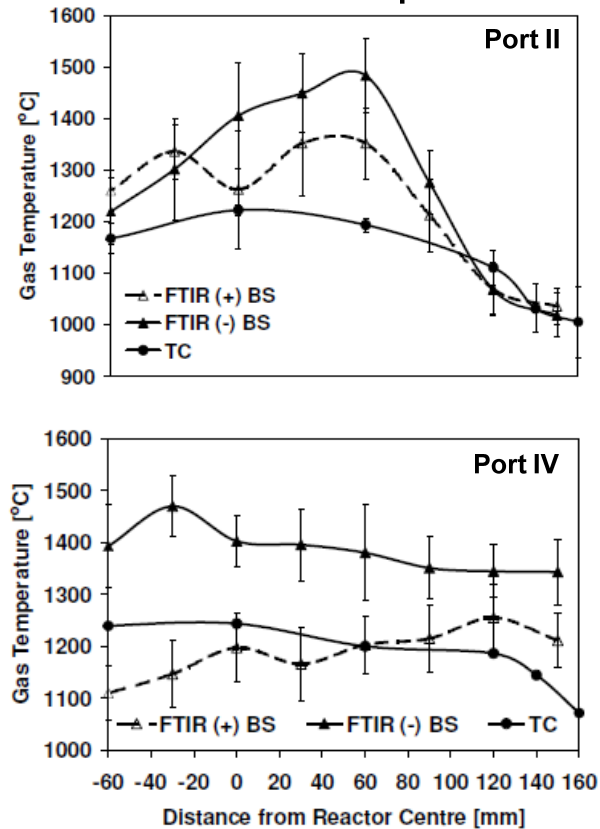 1600
Port II
1500
1400
1300
1200
1100
1000
900
Gas Temperature [°C]
FTIR (+) BS
FTIR (-) BS
TC
1600
Port IV
1500
1400
1300
1200
1100
1000
Gas Temperature [°C]
FTIR (+) BS FTIR (-) BS TC
-60 -40 -20 0 20 40 60 80 100 120 140 160
Distance from Reactor Centre [mm]